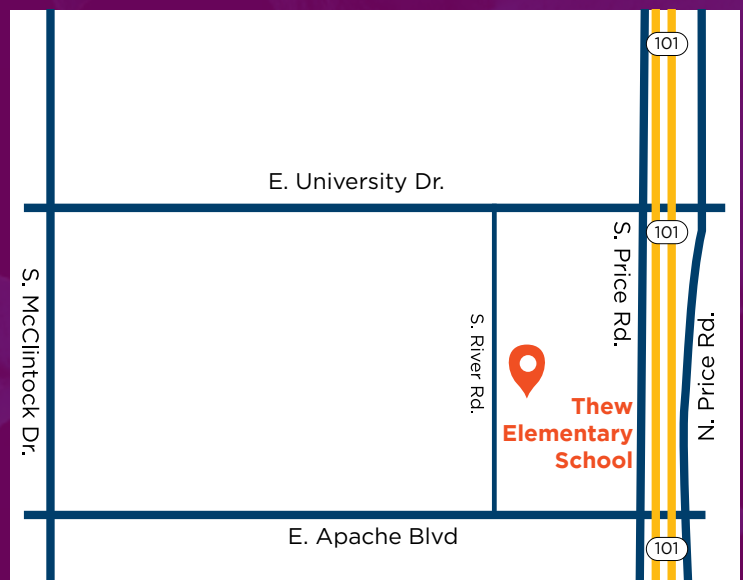 101
E. University Dr.
101
S. Price Rd.
S. McClintock Dr.
S. River Rd.
N. Price Rd.
Thew
Elementary
School
E. Apache Blvd
101